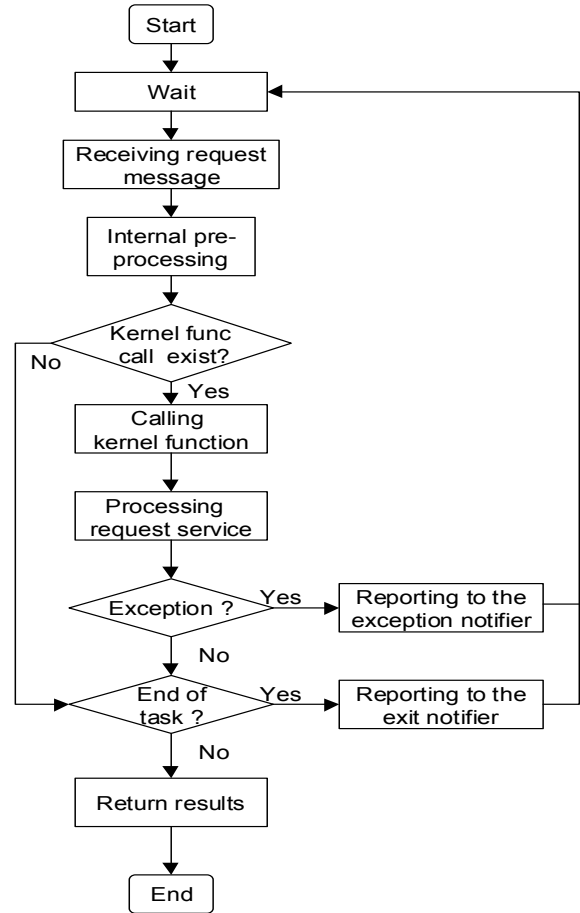 Start
Wait
Receiving request
message
Internal pre-
processing
Kernel func
call exist?
No
Yes
Calling
kernel function
Processing
request service
Exception ?
Yes
Reporting to the
exception notifier
No
End of
task ?
Yes
Reporting to the
exit notifier
No
Return results
End